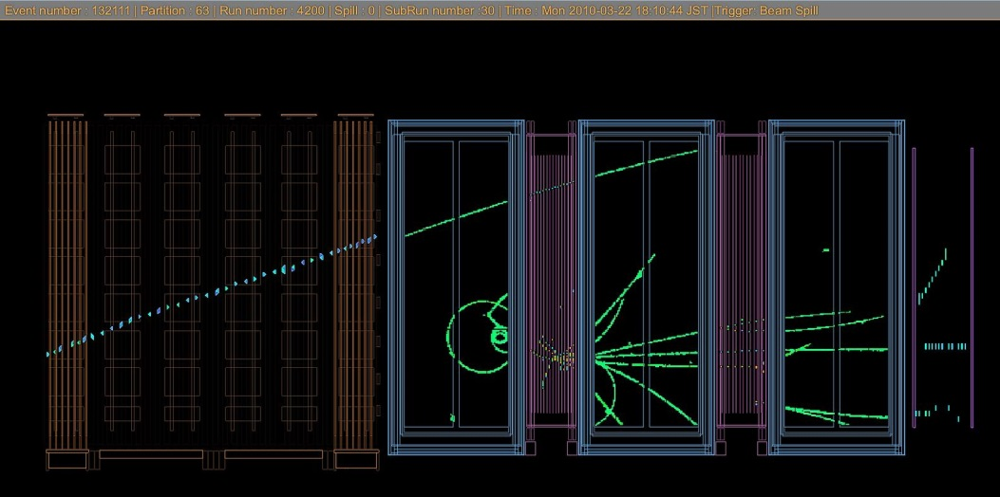 Event number : 132111 | Partition : 63 | Run number : 4200 | Spill : 0 | SubRun number :30 | Time : Mon 2010-03-22 18:10:44 JST |Trigger: Beam Spill